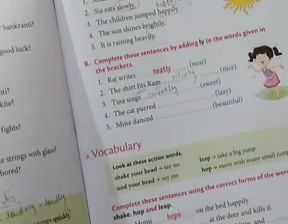 Sankranti?
2. Sia eats slowly.
3. The children jumped happily.
4. The sun shines brightly.
5. It is raining heavily.
good luck!
B. Complete these sentences by adding ly to the words given in
the brackets.
1. Raj writes neatly (neat)
2. The shirt fits Ram nicely (nice)
3. Tina sings sweetly (sweet)
4. The cat purred (lazy)
5. Mina danced (beautiful)
kite?
fights?
strings with glass?
bored?
Vocabulary
Look at these action words.
shake your head → say no
nod your head → say yes
leap → take a big jump
hop → move with many small jumps
Complete these sentences using the correct forms of the wor
shake, hop and leap.
hops on the bed happily.
at the deer and kills it.
quickly